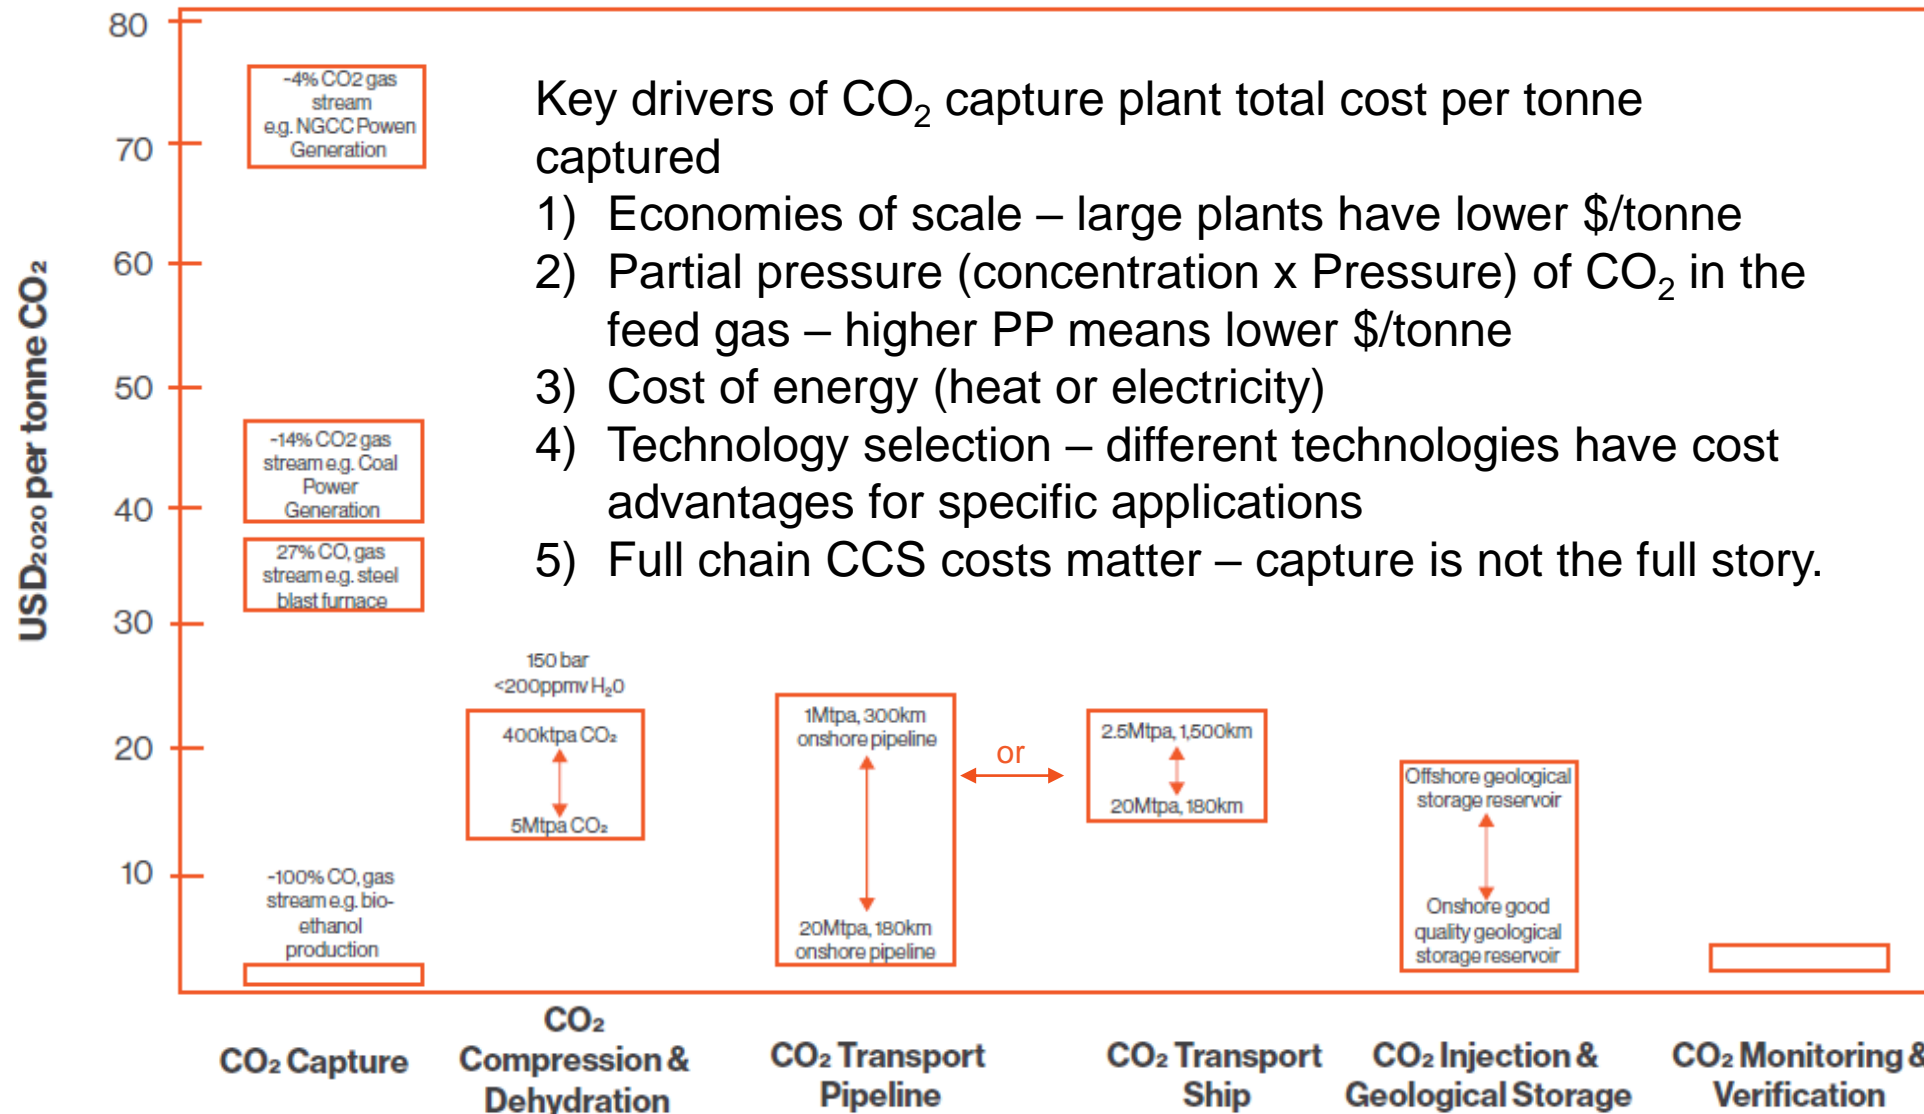 80
70
60
50
40
30
20
10
USD₂₀₂₀ per tonne CO₂
-4% CO2 gas
stream
e.g. NGCC Powen
Generation
-14% CO2 gas
stream e.g. Coal
Power
Generation
27% CO, gas
stream e.g. steel
blast furnace
-100% CO, gas
stream e.g. bio-
ethanol
production
Key drivers of CO₂ capture plant total cost per tonne
captured
1) Economies of scale – large plants have lower $/tonne
2) Partial pressure (concentration x Pressure) of CO₂ in the
feed gas – higher PP means lower $/tonne
3) Cost of energy (heat or electricity)
4) Technology selection – different technologies have cost
advantages for specific applications
5) Full chain CCS costs matter – capture is not the full story.
150 bar
<200ppmv H₂0
400ktpa CO₂
5Mtpa CO₂
1Mtpa, 300km
onshore pipeline
20Mtpa, 180km
onshore pipeline
or
2.5Mtpa, 1,500km
20Mtpa, 180km
Offshore geological
storage reservoir
Onshore good
quality geological
storage reservoir
CO₂ Capture
CO₂
Compression &
Dehydration
CO₂ Transport
Pipeline
CO₂ Transport
Ship
CO₂ Injection &
Geological Storage
CO₂ Monitoring &
Verification